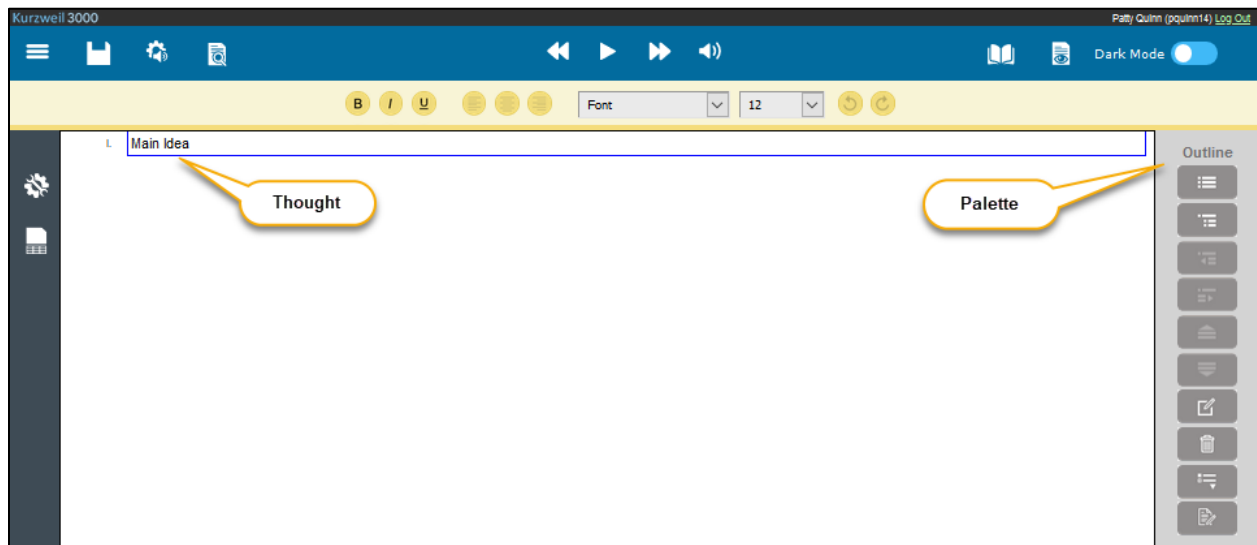 Kurzweil 3000 Patty Quinn (pquinn14) Log Out
Dark Mode
B I U Font 12
I. Main Idea
Outline
Thought
Palette